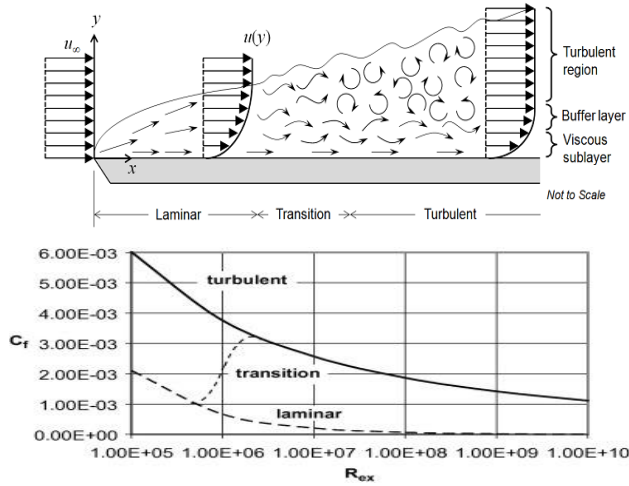 y
u∞
u(y)
x
Turbulent region
Buffer layer
Viscous sublayer
Not to Scale
Laminar
Transition
Turbulent
6.00E-03
5.00E-03
4.00E-03
3.00E-03
2.00E-03
1.00E-03
0.00E+00
Cf
turbulent
transition
laminar
1.00E+05 1.00E+06 1.00E+07 1.00E+08 1.00E+09 1.00E+10
Rex